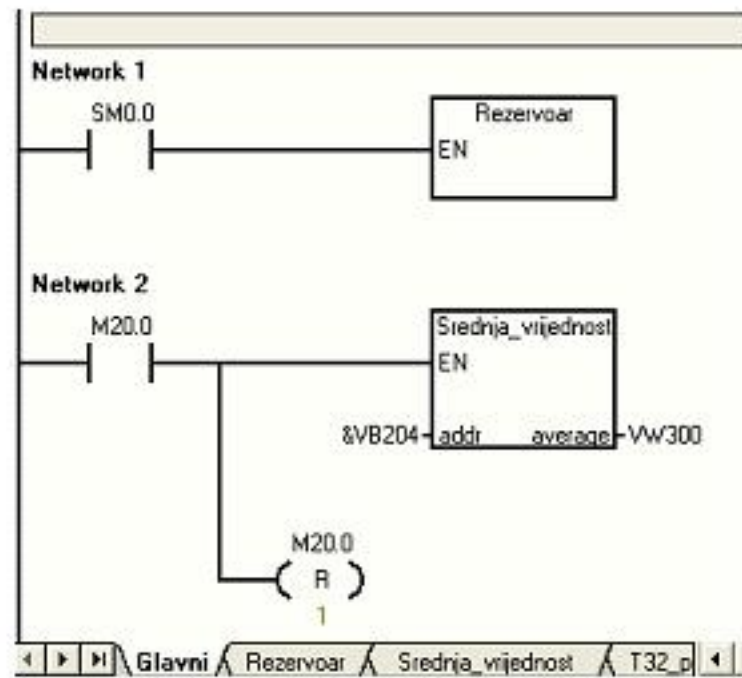 Network 1
SM0.0
Rezervoar
EN
Network 2
M20.0
Srednja_vrijednost
EN
&VB204 addr average VW300
M20.0
R
1
Glavni Rezervoar Srednja_vrijednost T32_p